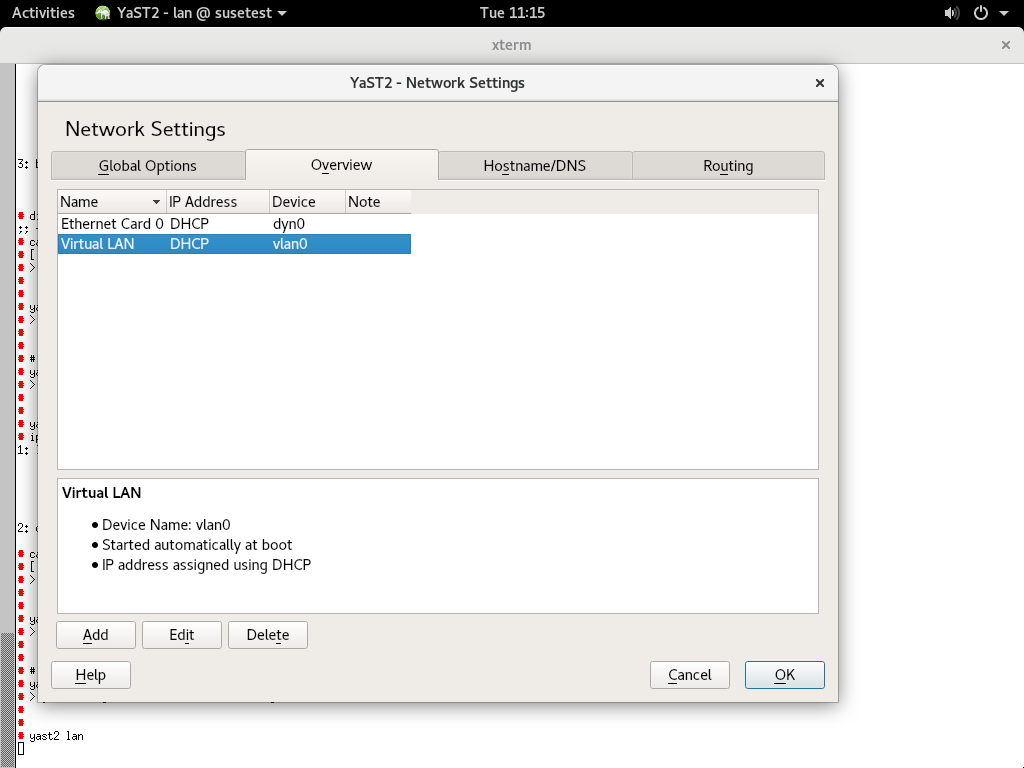 Activities YaST2 - lan @ susetest Tue 11:15
xterm
YaST2 - Network Settings
Network Settings
Global Options Overview Hostname/DNS Routing
Name IP Address Device Note
Ethernet Card 0 DHCP dyn0
Virtual LAN DHCP vlan0
Virtual LAN
• Device Name: vlan0
• Started automatically at boot
• IP address assigned using DHCP
Add Edit Delete
Help Cancel OK
3:
[
>
>
#
>
1:
2:
[
>
>
#
>
# yast2 lan